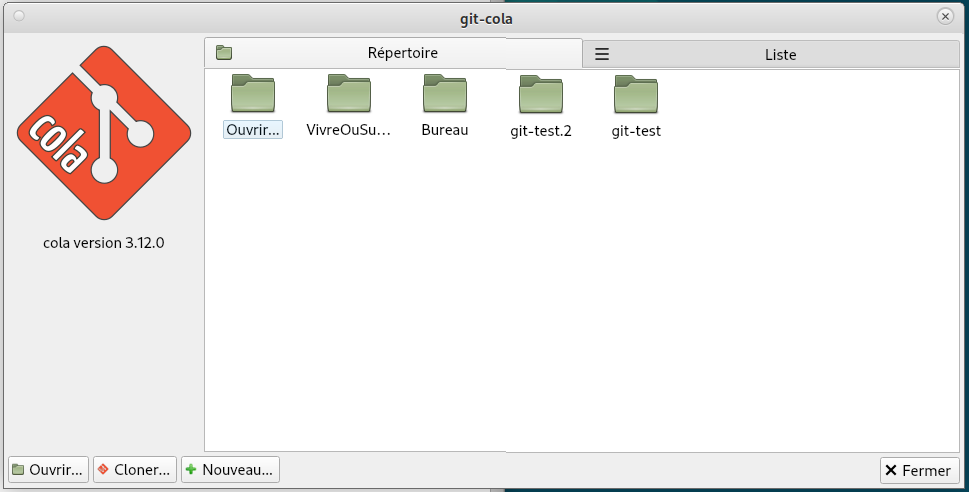 git-cola
Répertoire
Liste
cola
Ouvrir...
VivreOuSu...
Bureau
git-test.2
git-test
cola version 3.12.0
Ouvrir...
Cloner...
Nouveau...
Fermer